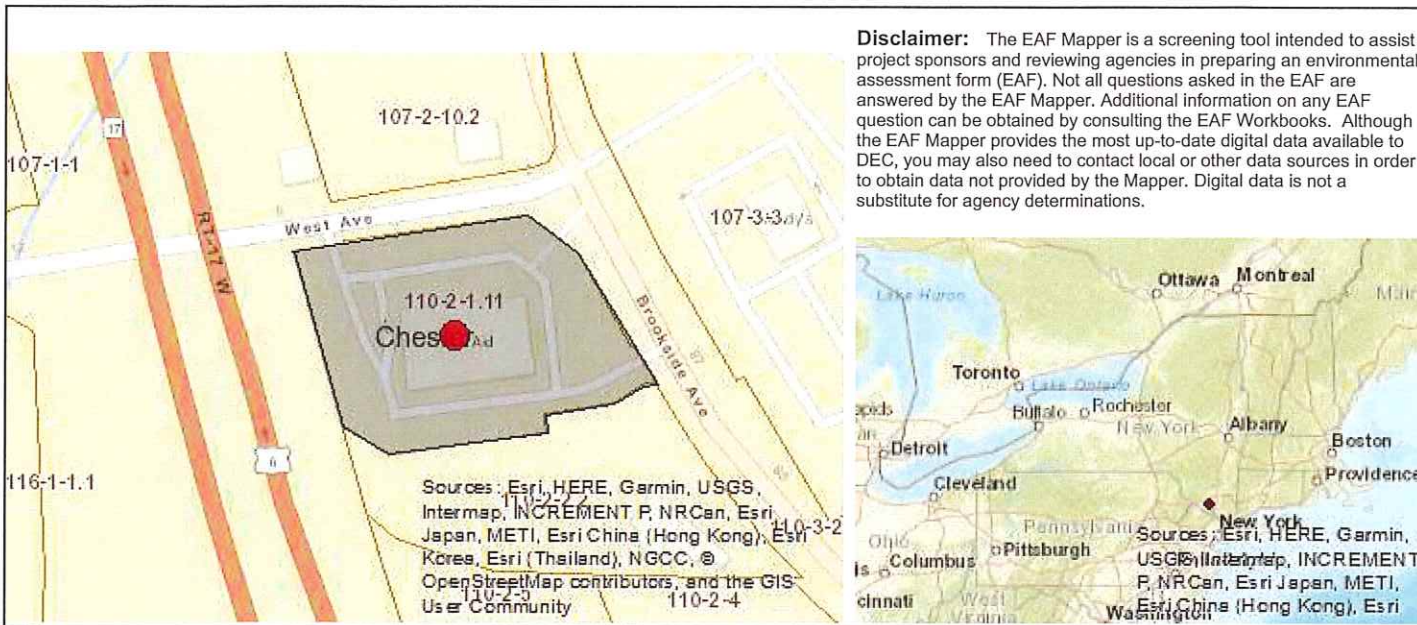 Disclaimer: The EAF Mapper is a screening tool intended to assist
project sponsors and reviewing agencies in preparing an environmental
assessment form (EAF). Not all questions asked in the EAF are
answered by the EAF Mapper. Additional information on any EAF
question can be obtained by consulting the EAF Workbooks. Although
the EAF Mapper provides the most up-to-date digital data available to
DEC, you may also need to contact local or other data sources in order
to obtain data not provided by the Mapper. Digital data is not a
substitute for agency determinations.
107-2-10.2
17
107-1-1
West Ave
RT-17 W
107-3-3
110-2-1.11
Brookside Ave
6
116-1-1.1
110-2-2.2
110-3-2
Sources: Esri, HERE, Garmin, USGS,
Intermap, INCREMENT P, NRCan, Esri
Japan, METI, Esri China (Hong Kong), Esri
Korea, Esri (Thailand), NGCC, ©
OpenStreetMap contributors, and the GIS
User Community
110-2-5
110-2-4
Ottawa
Montreal
Lake Huron
Toronto
Lake Ontario
Buffalo
Rochester
New York
Albany
Detroit
Boston
Providence
Cleveland
New York
Pennsylvania
Ohio
Pittsburgh
Columbus
cinnati
West
Virginia
Washington
Sources: Esri, HERE, Garmin,
USGS, Intermap, INCREMENT
P, NRCan, Esri Japan, METI,
Esri China (Hong Kong), Esri